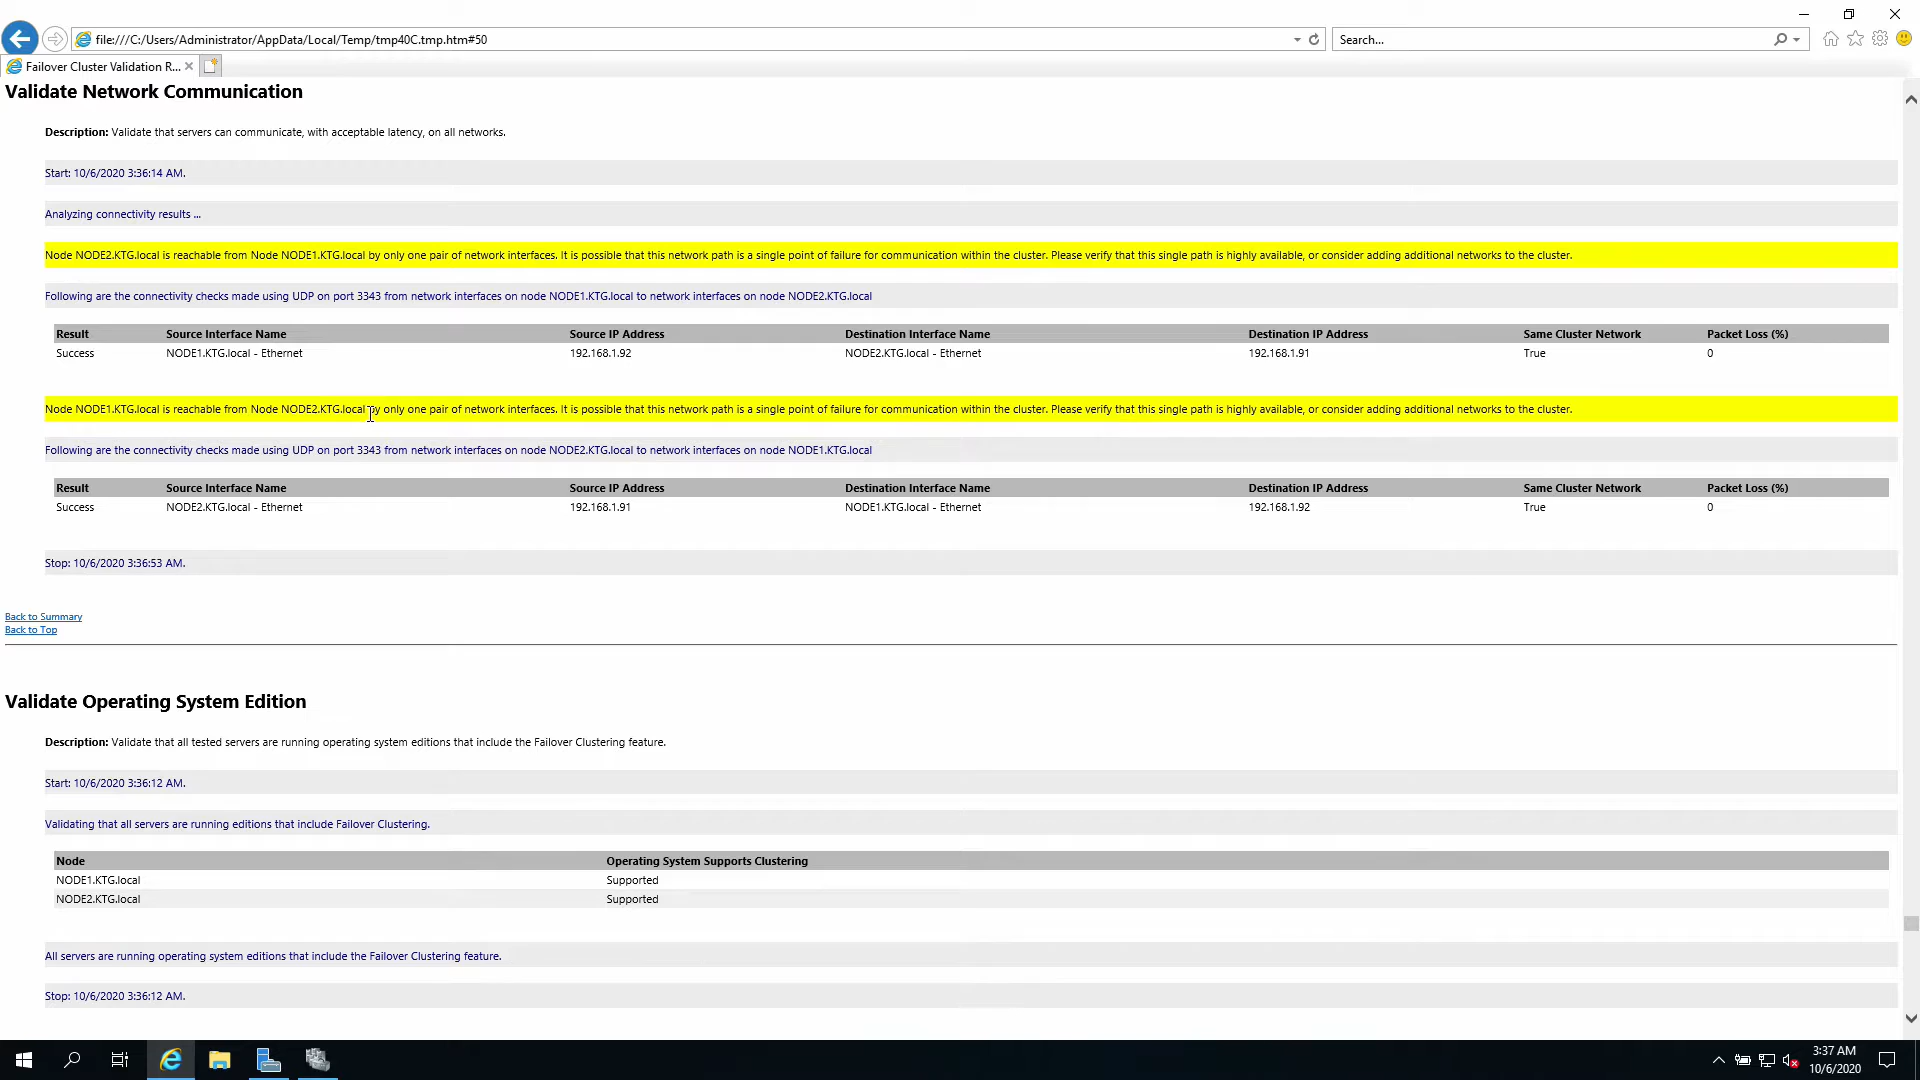 file:///C:/Users/Administrator/AppData/Local/Temp/tmp40C.tmp.htm#50
Search...
Failover Cluster Validation R...
Validate Network Communication
Description: Validate that servers can communicate, with acceptable latency, on all networks.
Start: 10/6/2020 3:36:14 AM.
Analyzing connectivity results ...
Node NODE2.KTG.local is reachable from Node NODE1.KTG.local by only one pair of network interfaces. It is possible that this network path is a single point of failure for communication within the cluster. Please verify that this single path is highly available, or consider adding additional networks to the cluster.
Following are the connectivity checks made using UDP on port 3343 from network interfaces on node NODE1.KTG.local to network interfaces on node NODE2.KTG.local
Result Source Interface Name Source IP Address Destination Interface Name Destination IP Address Same Cluster Network Packet Loss (%)
Success NODE1.KTG.local - Ethernet 192.168.1.92 NODE2.KTG.local - Ethernet 192.168.1.91 True 0
Node NODE1.KTG.local is reachable from Node NODE2.KTG.local by only one pair of network interfaces. It is possible that this network path is a single point of failure for communication within the cluster. Please verify that this single path is highly available, or consider adding additional networks to the cluster.
Following are the connectivity checks made using UDP on port 3343 from network interfaces on node NODE2.KTG.local to network interfaces on node NODE1.KTG.local
Result Source Interface Name Source IP Address Destination Interface Name Destination IP Address Same Cluster Network Packet Loss (%)
Success NODE2.KTG.local - Ethernet 192.168.1.91 NODE1.KTG.local - Ethernet 192.168.1.92 True 0
Stop: 10/6/2020 3:36:53 AM.
Back to Summary
Back to Top
Validate Operating System Edition
Description: Validate that all tested servers are running operating system editions that include the Failover Clustering feature.
Start: 10/6/2020 3:36:12 AM.
Validating that all servers are running editions that include Failover Clustering.
Node Operating System Supports Clustering
NODE1.KTG.local Supported
NODE2.KTG.local Supported
All servers are running operating system editions that include the Failover Clustering feature.
Stop: 10/6/2020 3:36:12 AM.
3:37 AM
10/6/2020